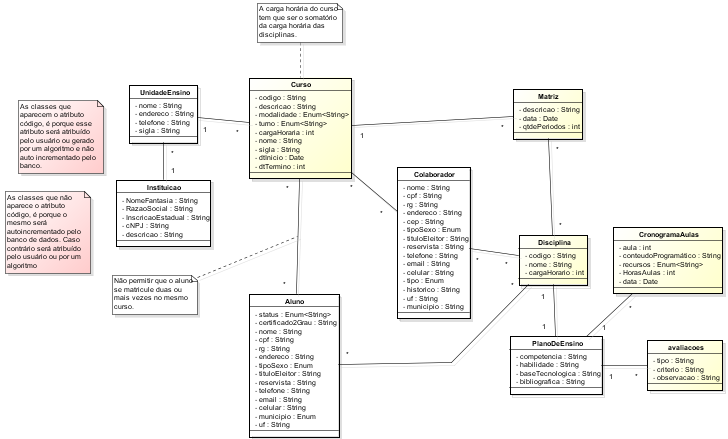 A carga horária do curso
tem que ser o somatório
da carga horária das
disciplinas.
As classes que
aparecem o atributo
código, é porque esse
atributo será atribuído
pelo usuário ou gerado
por um algoritmo e não
auto incrementado pelo
banco.
UnidadeEnsino
- nome : String
- endereco : String
- telefone : String
- sigla : String
1
*
Curso
- codigo : String
- descricao : String
- modalidade : Enum<String>
- turno : Enum<String>
- cargaHoraria : int
- nome : String
- sigla : String
- dtInicio : Date
- dtTermino : int
1
*
Matriz
- descricao : String
- data : Date
- qtdePeriodos : int
*
*
*
1
Instituicao
- NomeFantasia : String
- RazaoSocial : String
- InscricaoEstadual : String
- cNPJ : String
- descricao : String
As classes que não
aparece o atributo
código, é porque o
mesmo será
autoincrementado pelo
banco de dados. Caso
contrário será atribuído
pelo usuário ou por um
algoritmo
*
*
*
*
Colaborador
- nome : String
- cpf : String
- rg : String
- endereco : String
- cep : String
- tipoSexo : Enum
- tituloEleitor : String
- reservista : String
- telefone : String
- email : String
- celular : String
- tipo : Enum
- historico : String
- uf : String
- municipio : String
*
*
Disciplina
- codigo : String
- nome : String
- cargaHorario : int
*
1
1
CronogramaAulas
- aula : int
- conteudoProgramático : String
- recursos : Enum<String>
- HorasAulas : int
- data : Date
*
1
Não permitir que o aluno
se matricule duas ou
mais vezes no mesmo
curso.
Aluno
- status : Enum<String>
- certificado2Grau : String
- nome : String
- cpf : String
- rg : String
- endereco : String
- tipoSexo : Enum
- tituloEleitor : String
- reservista : String
- telefone : String
- email : String
- celular : String
- municipio : Enum
- uf : String
*
PlanoDeEnsino
- competencia : String
- habilidade : String
- baseTecnologica : String
- bibliografica : String
1
*
avaliacoes
- tipo : String
- criterio : String
- observacao : String